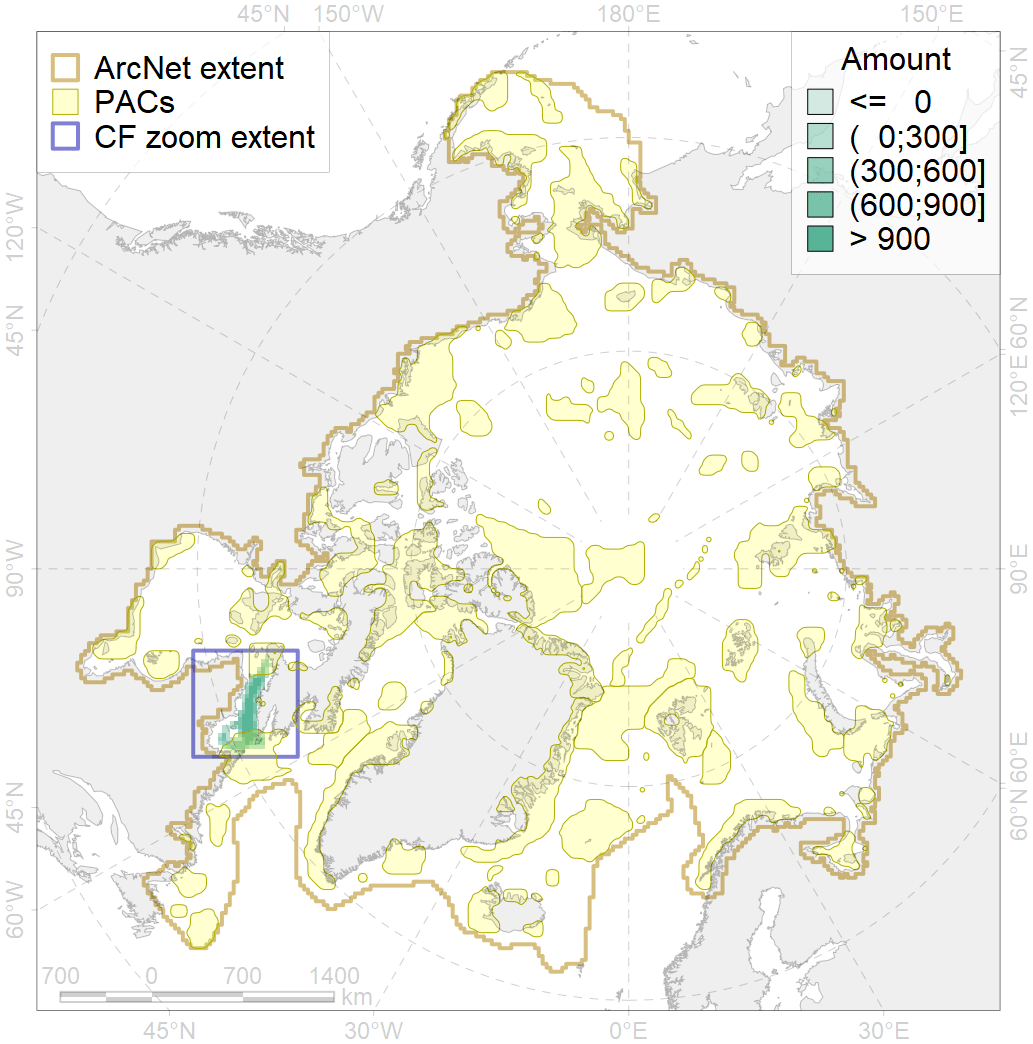 45°N 150°W 180°E 150°E
ArcNet extent
PACs
CF zoom extent
Amount
<= 0
( 0;300]
(300;600]
(600;900]
> 900
120°W
45°N
90°W
45°N
60°W
45°N
60°N
120°E
90°E
60°E
60°N
700 0 700 1400
km
45°N 30°W 0°E 30°E